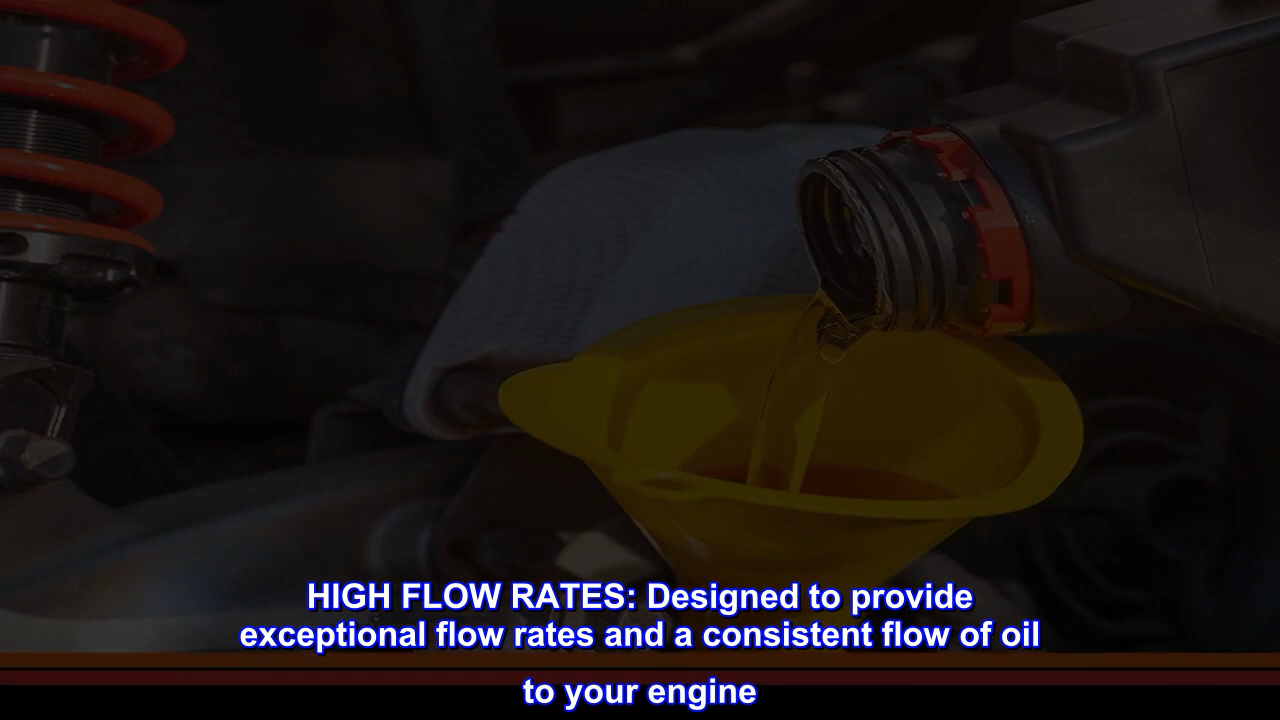 HIGH FLOW RATES: Designed to provide
exceptional flow rates and a consistent flow of oil
to your engine